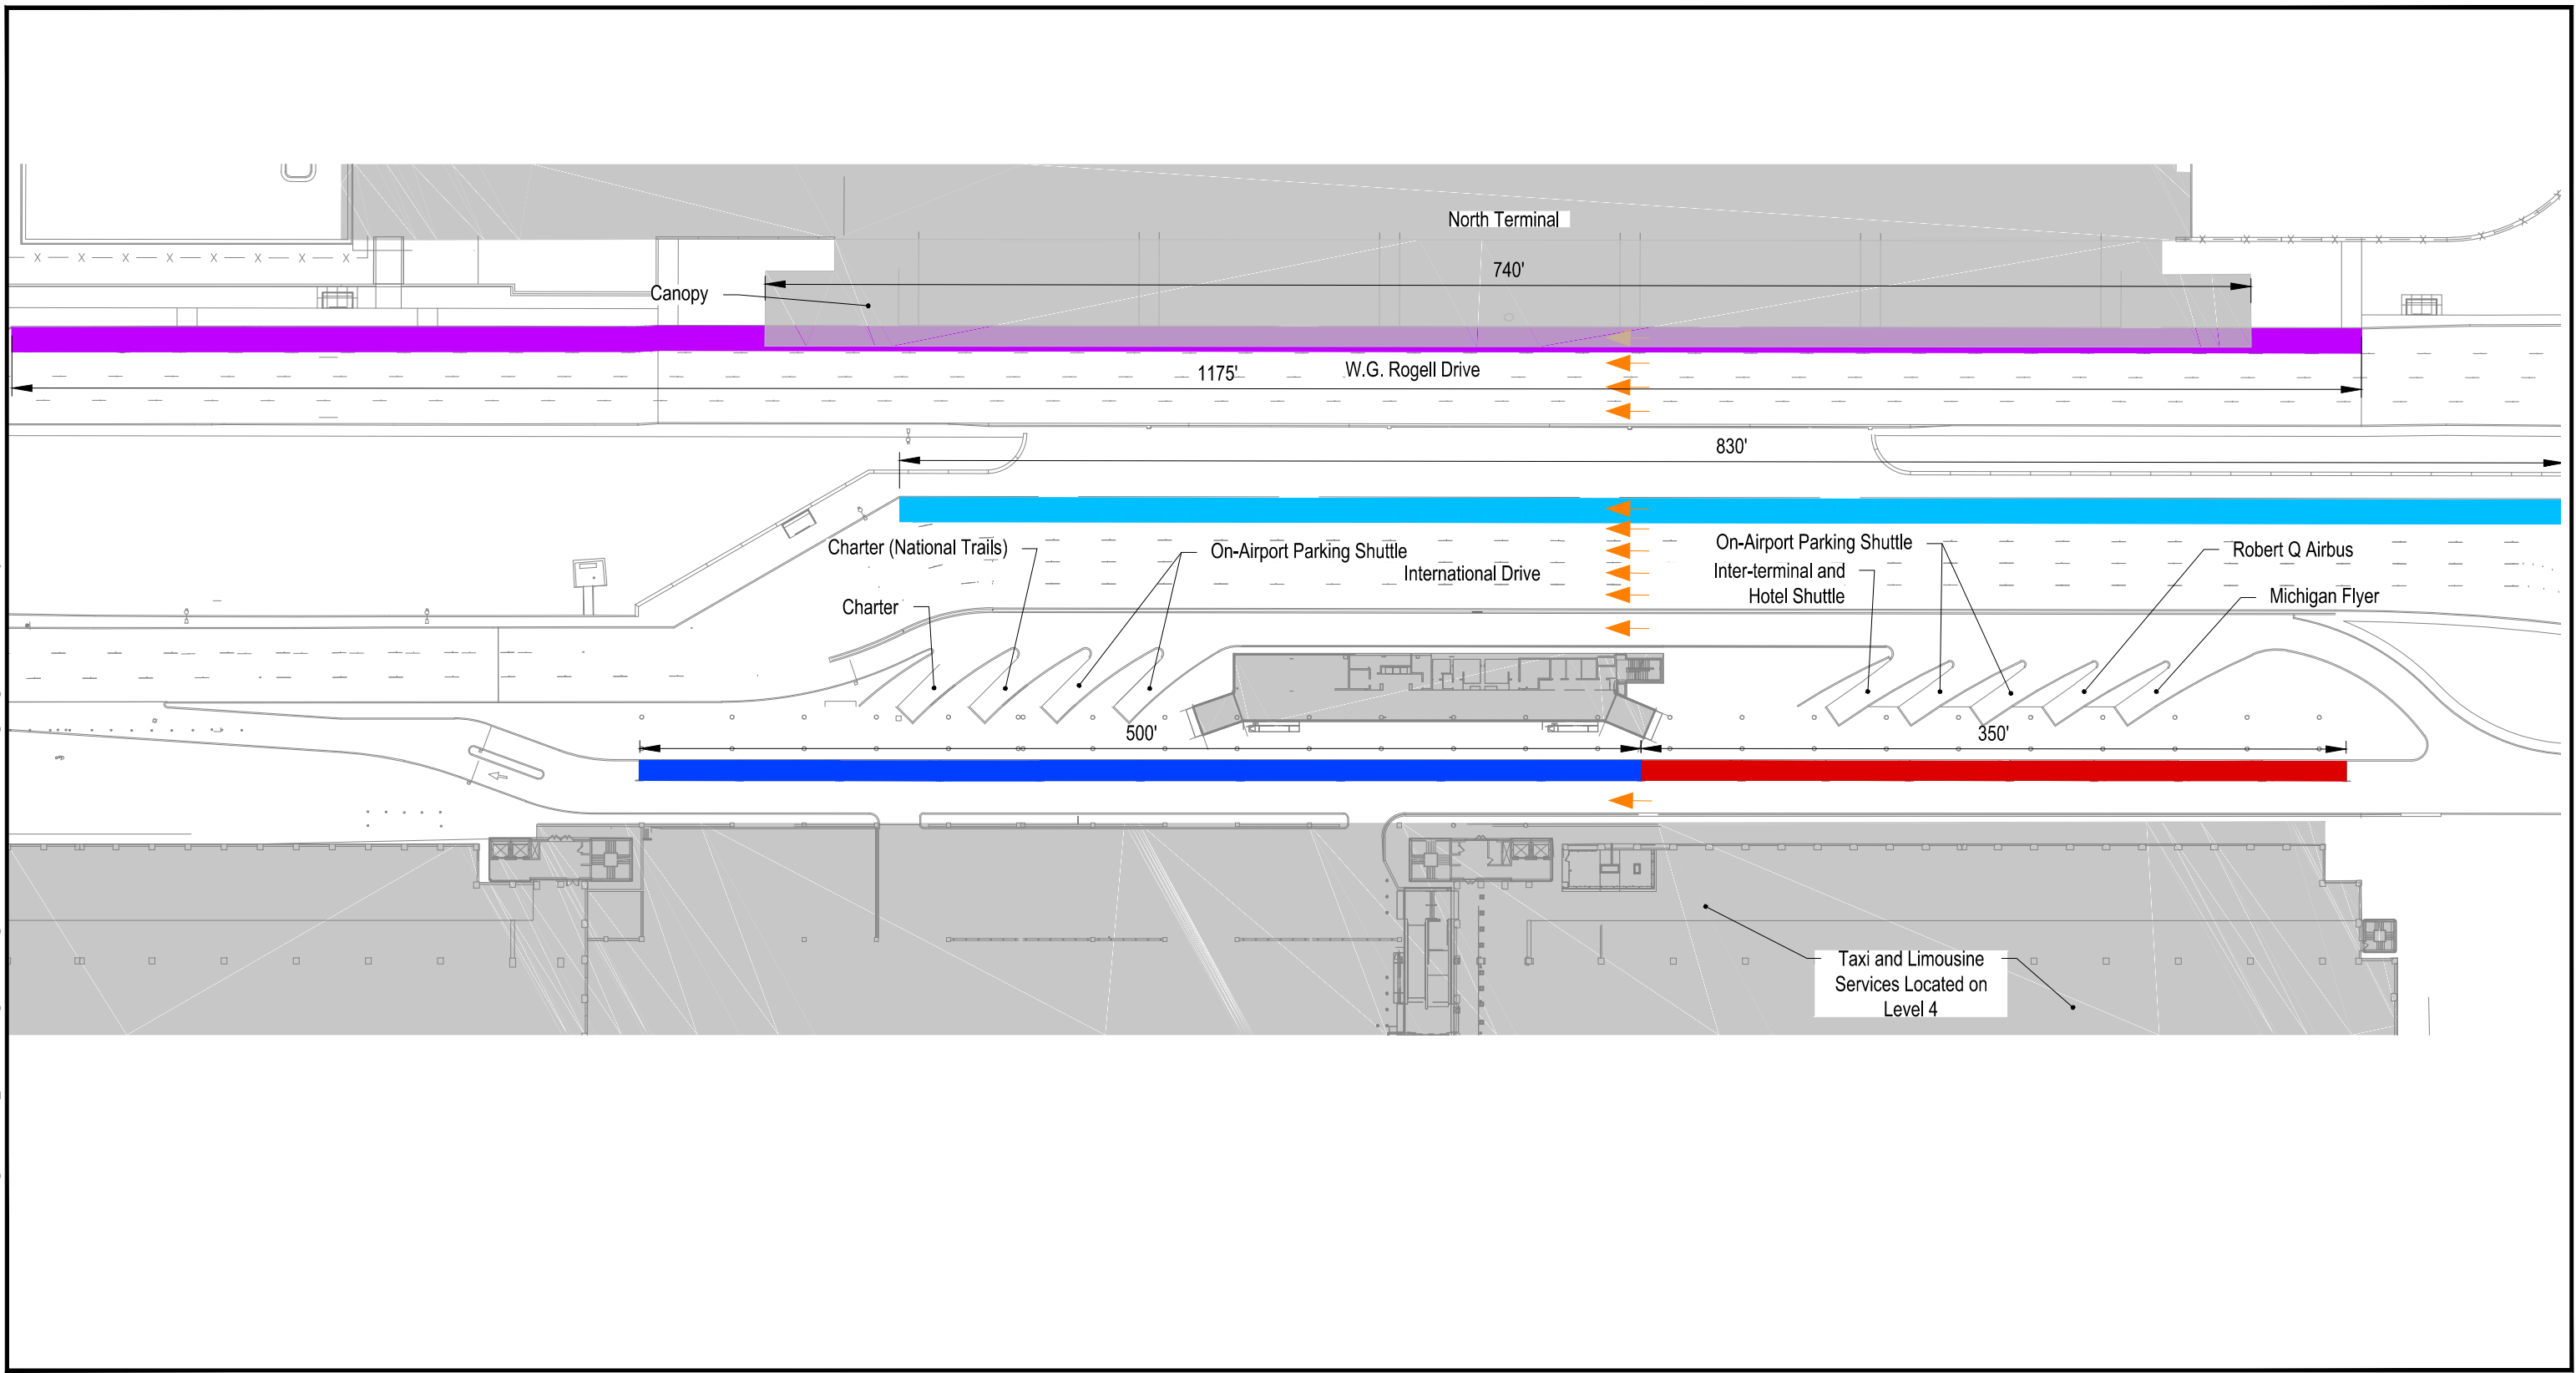 North Terminal
740'
Canopy
1175'
W.G. Rogell Drive
830'
Charter (National Trails)
On-Airport Parking Shuttle
International Drive
On-Airport Parking Shuttle
Robert Q Airbus
Inter-terminal and
Hotel Shuttle
Michigan Flyer
Charter
500'
350'
Taxi and Limousine
Services Located on
Level 4